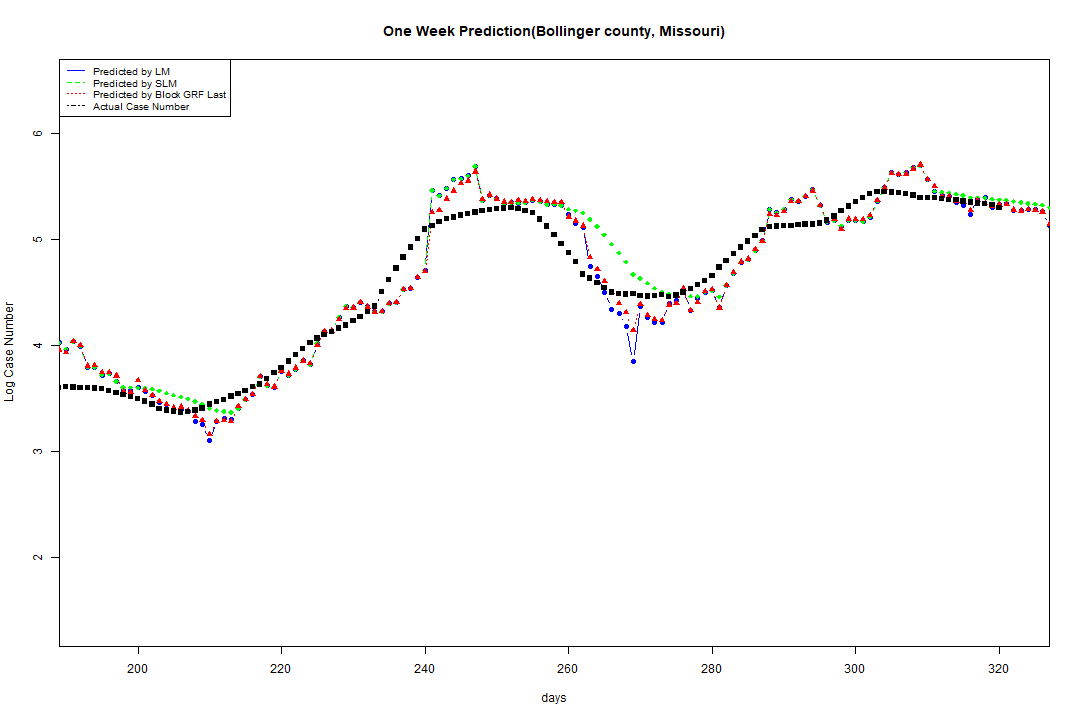 One Week Prediction(Bollinger county, Missouri)
Predicted by LM
Predicted by SLM
Predicted by Block GRF Last
Actual Case Number
6
5
4
3
2
Log Case Number
200 220 240 260 280 300 320
days